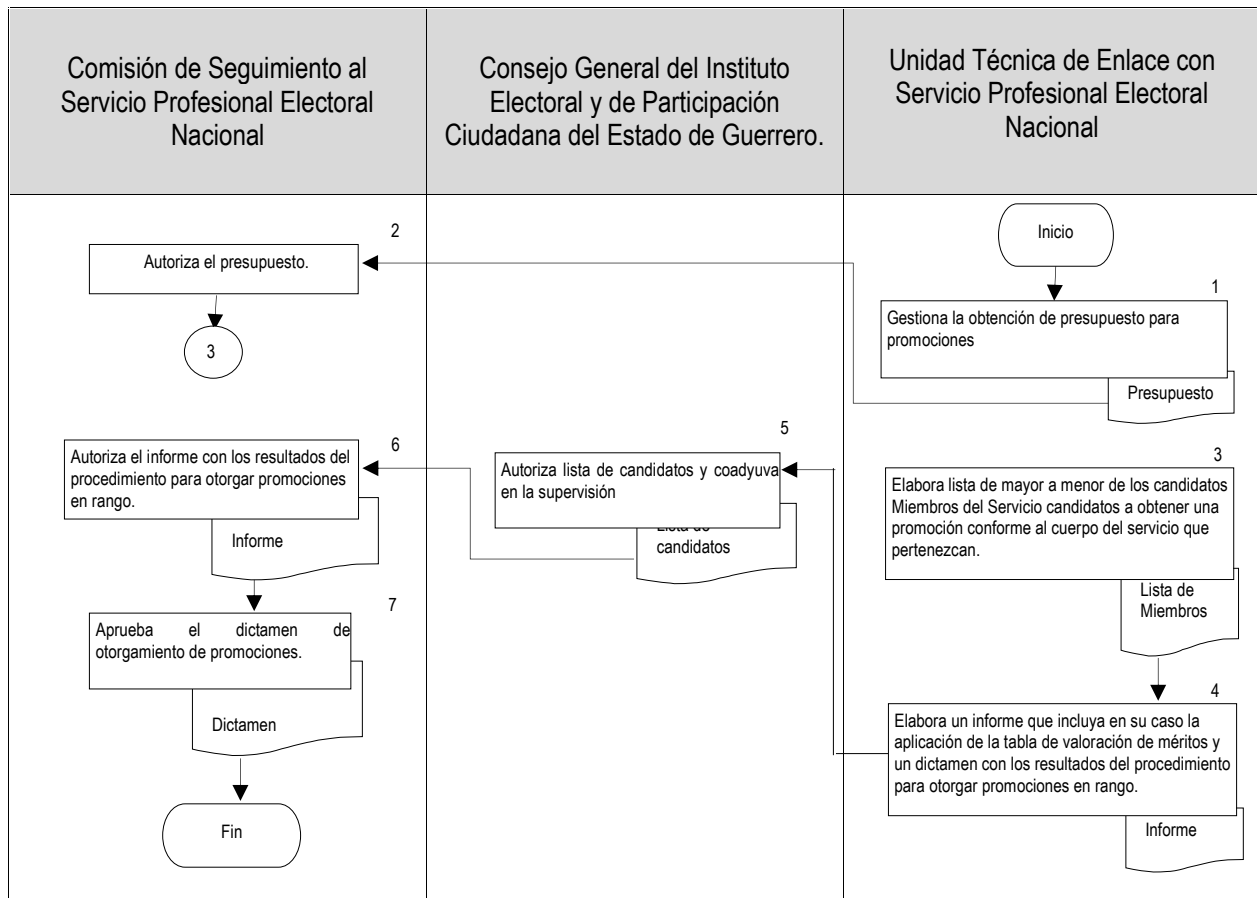 Comisión de Seguimiento al
Servicio Profesional Electoral
Nacional
Consejo General del Instituto
Electoral y de Participación
Ciudadana del Estado de Guerrero.
Unidad Técnica de Enlace con
Servicio Profesional Electoral
Nacional
Inicio
1
Gestiona la obtención de presupuesto para
promociones
Presupuesto
2
Autoriza el presupuesto.
3
3
Elabora lista de mayor a menor de los candidatos
Miembros del Servicio candidatos a obtener una
promoción conforme al cuerpo del servicio que
pertenezcan.
Lista de
Miembros
4
Elabora un informe que incluya en su caso la
aplicación de la tabla de valoración de méritos y
un dictamen con los resultados del procedimiento
para otorgar promociones en rango.
Informe
5
Autoriza lista de candidatos y coadyuva
en la supervisión
Lista de
candidatos
6
Autoriza el informe con los resultados del
procedimiento para otorgar promociones
en rango.
Informe
7
Aprueba el dictamen de
otorgamiento de promociones.
Dictamen
Fin